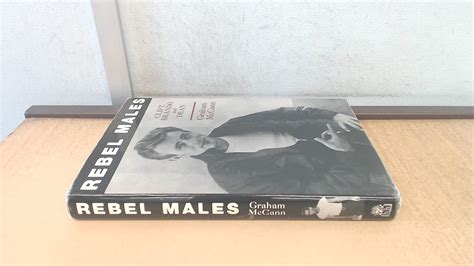 REBEL MALES
CLIFT,
BRANDO
and
DEAN
Graham
McCann
REBEL MALES
Graham
McCann